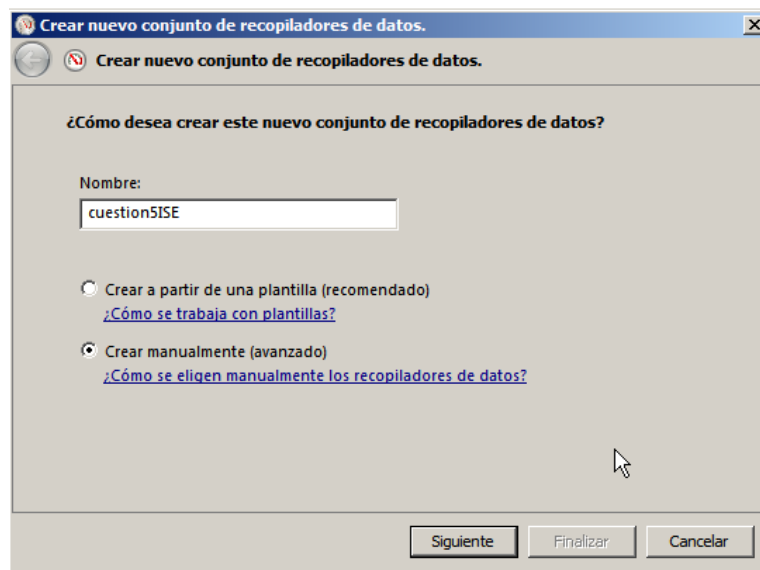 Crear nuevo conjunto de recopiladores de datos.
Crear nuevo conjunto de recopiladores de datos.
¿Cómo desea crear este nuevo conjunto de recopiladores de datos?
Nombre:
cuestion5ISE
Crear a partir de una plantilla (recomendado)
¿Cómo se trabaja con plantillas?
Crear manualmente (avanzado)
¿Cómo se eligen manualmente los recopiladores de datos?
Siguiente Finalizar Cancelar